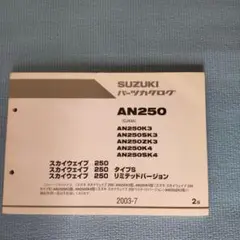 SUZUKI
パーツカタログ
AN250
(CJ43A)
AN250K3
AN250SK3
AN250ZK3
AN250K4
AN250SK4
スカイウェイブ 250
スカイウェイブ 250 タイプS
スカイウェイブ 250 リミテッドバージョン
2003-7
2版